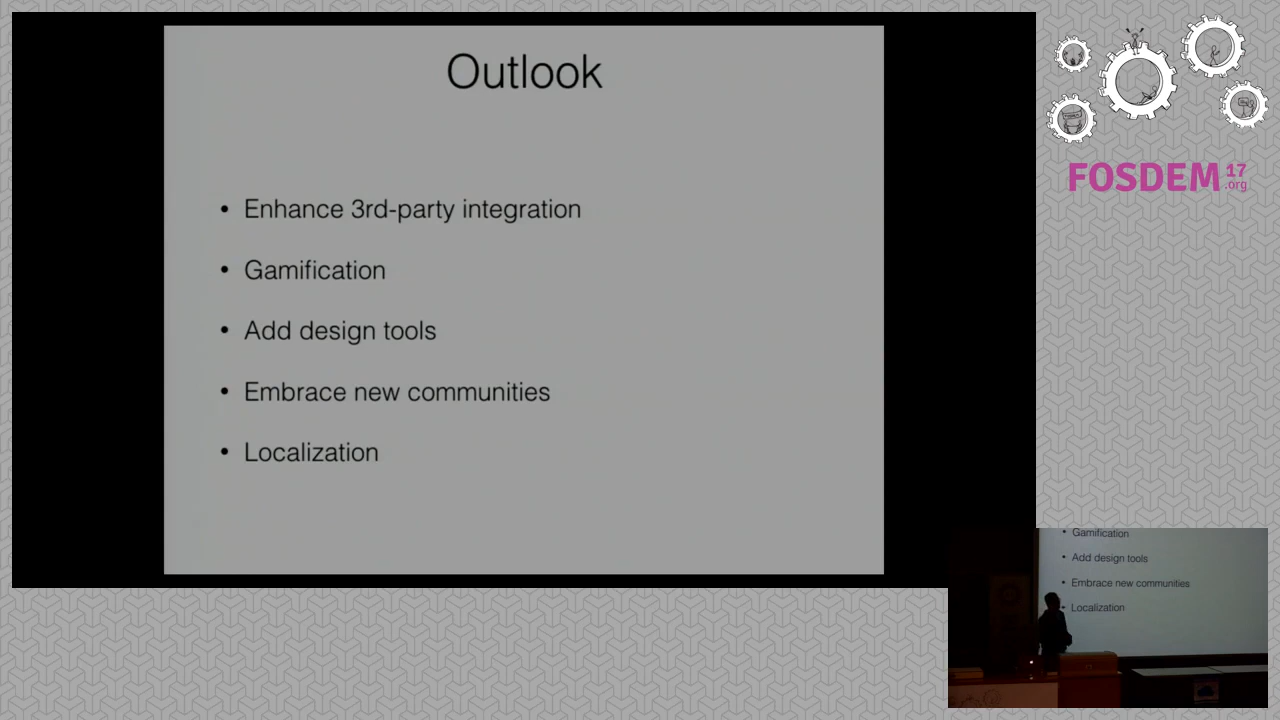 Outlook
• Enhance 3rd-party integration
• Gamification
• Add design tools
• Embrace new communities
• Localization
FOSDEM 17 .org
• Gamification
• Add design tools
• Embrace new communities
• Localization